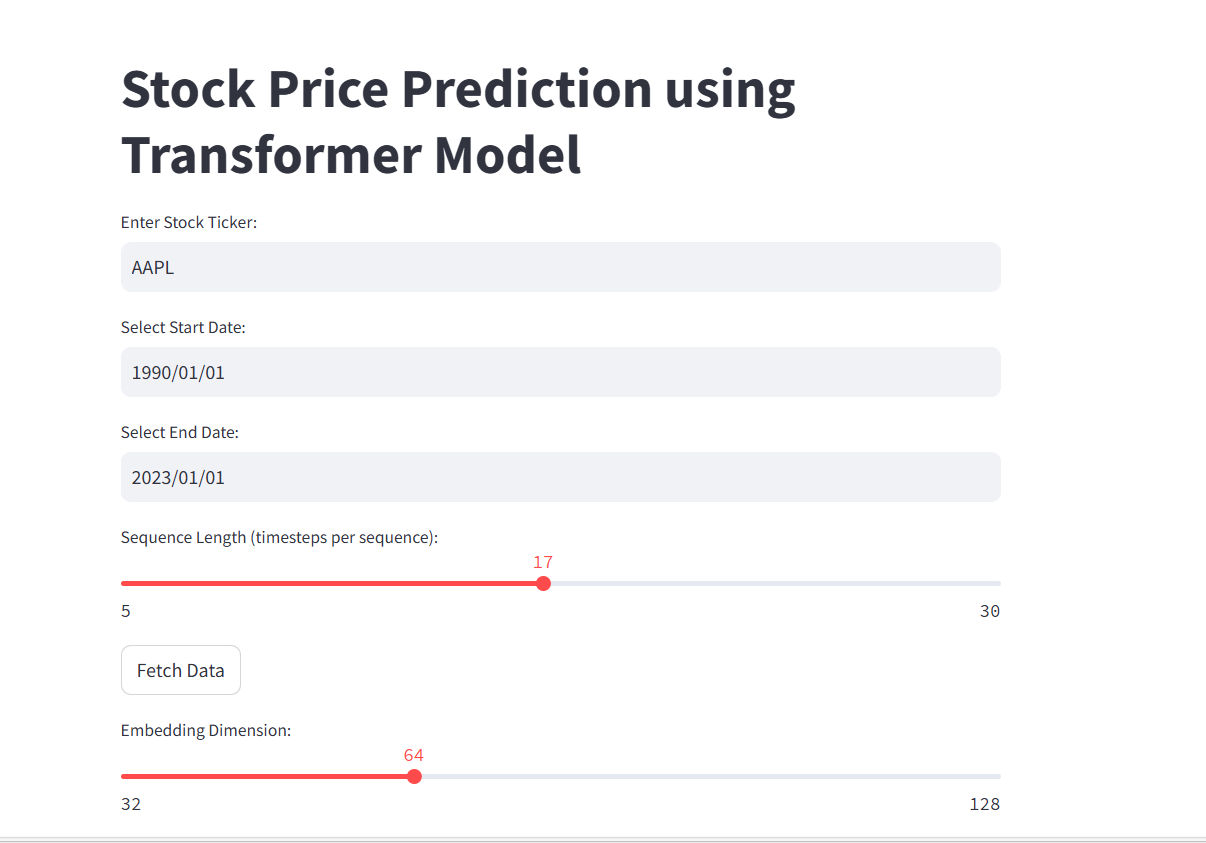 Stock Price Prediction using
Transformer Model
Enter Stock Ticker:
AAPL
Select Start Date:
1990/01/01
Select End Date:
2023/01/01
Sequence Length (timesteps per sequence):
17
5 30
Fetch Data
Embedding Dimension:
64
32 128